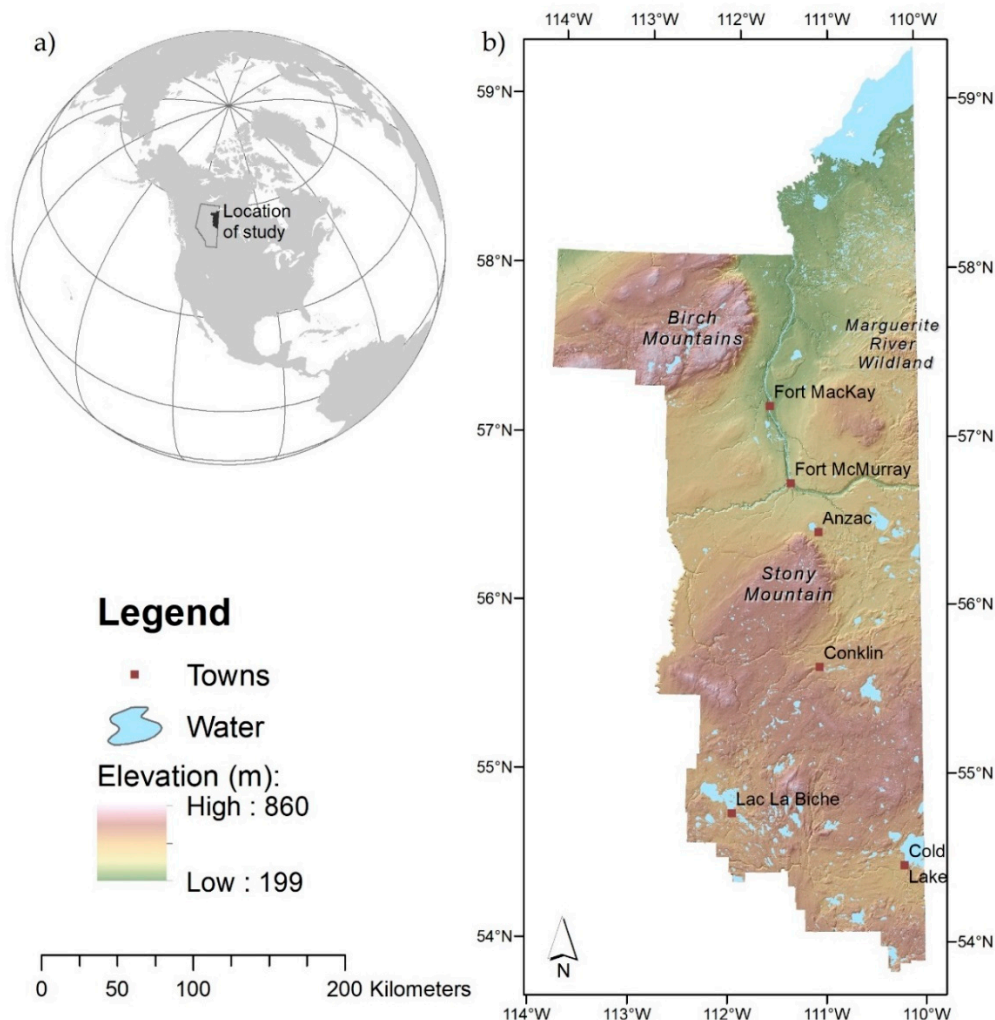 a)
Location
of study
Legend
Towns
Water
Elevation (m):
High : 860
Low : 199
0 50 100 200 Kilometers
b)
114°W 113°W 112°W 111°W 110°W
59°N 59°N
58°N 58°N
Birch
Mountains
Marguerite
River
Wildland
Fort MacKay
57°N 57°N
Fort McMurray
Anzac
Stony
Mountain
56°N 56°N
Conklin
55°N 55°N
Lac La Biche
Cold
Lake
54°N 54°N
N
114°W 113°W 112°W 111°W 110°W